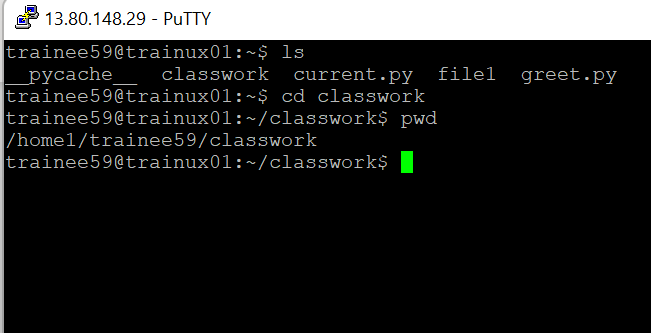 13.80.148.29 - PuTTY
trainee59@trainux01:~$ ls
__pycache__  classwork  current.py  file1  greet.py
trainee59@trainux01:~$ cd classwork
trainee59@trainux01:~/classwork$ pwd
/home1/trainee59/classwork
trainee59@trainux01:~/classwork$